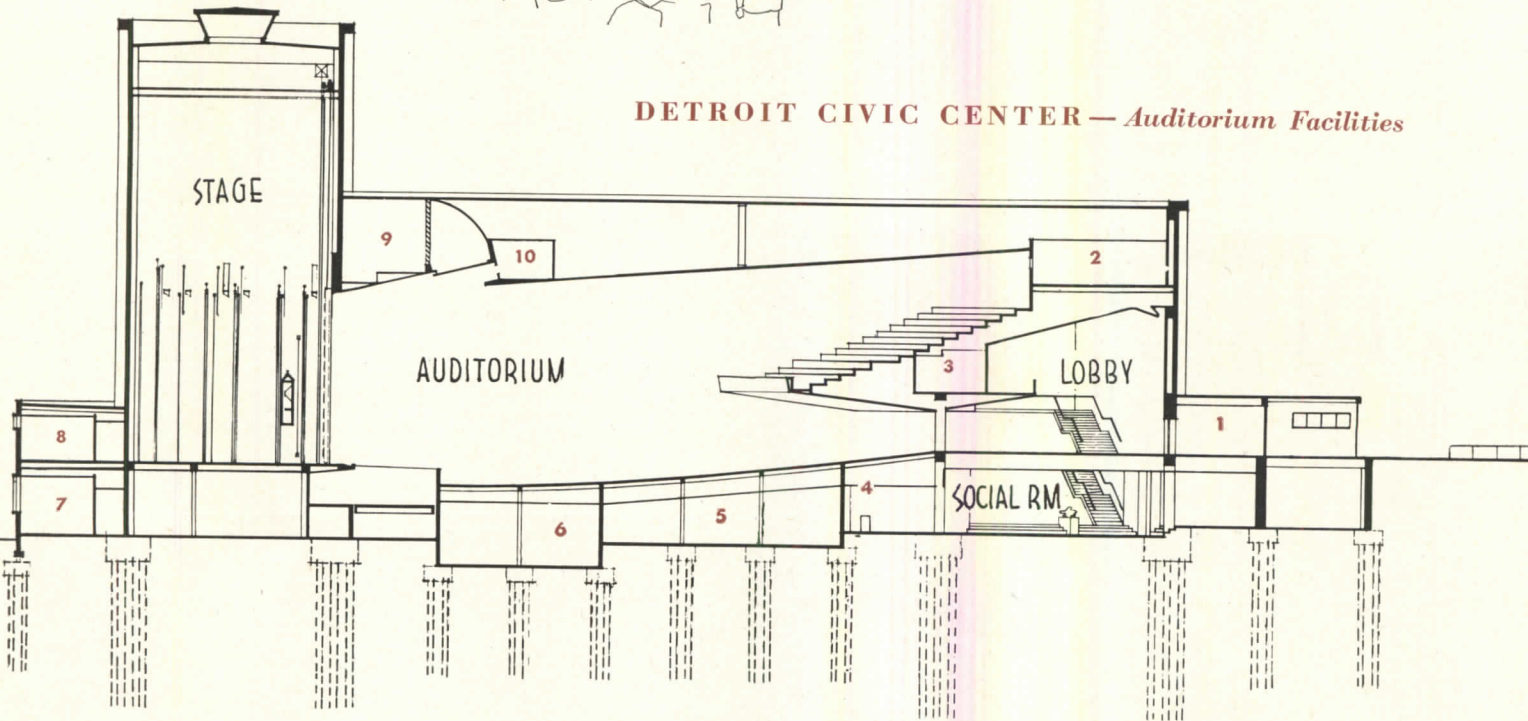 DETROIT CIVIC CENTER — Auditorium Facilities
STAGE
9
10
2
AUDITORIUM
3
LOBBY
1
8
7
6
5
4
SOCIAL RM